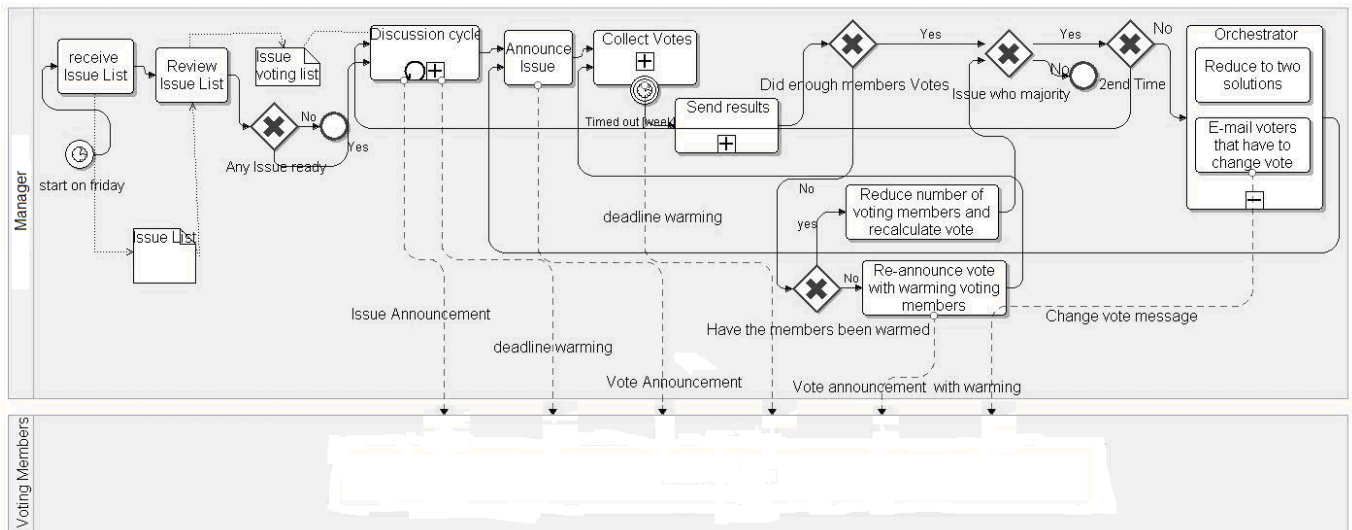 Manager
receive
Issue List
start on friday
Review
Issue List
Issue List
Issue
voting list
Any Issue ready
No
Yes
Discussion cycle
Announce
Issue
Collect Votes
Timed out [week]
Send results
Did enough members Votes
Yes
No
Issue who majority
Yes
No
2end Time
No
Orchestrator
Reduce to two
solutions
E-mail voters
that have to
change vote
Reduce number of
voting members and
recalculate vote
yes
No
Re-announce vote
with warming voting
members
Have the members been warmed
deadline warming
Issue Announcement
deadline warming
Vote Announcement
Vote announcement with warming
Change vote message
Voting Members